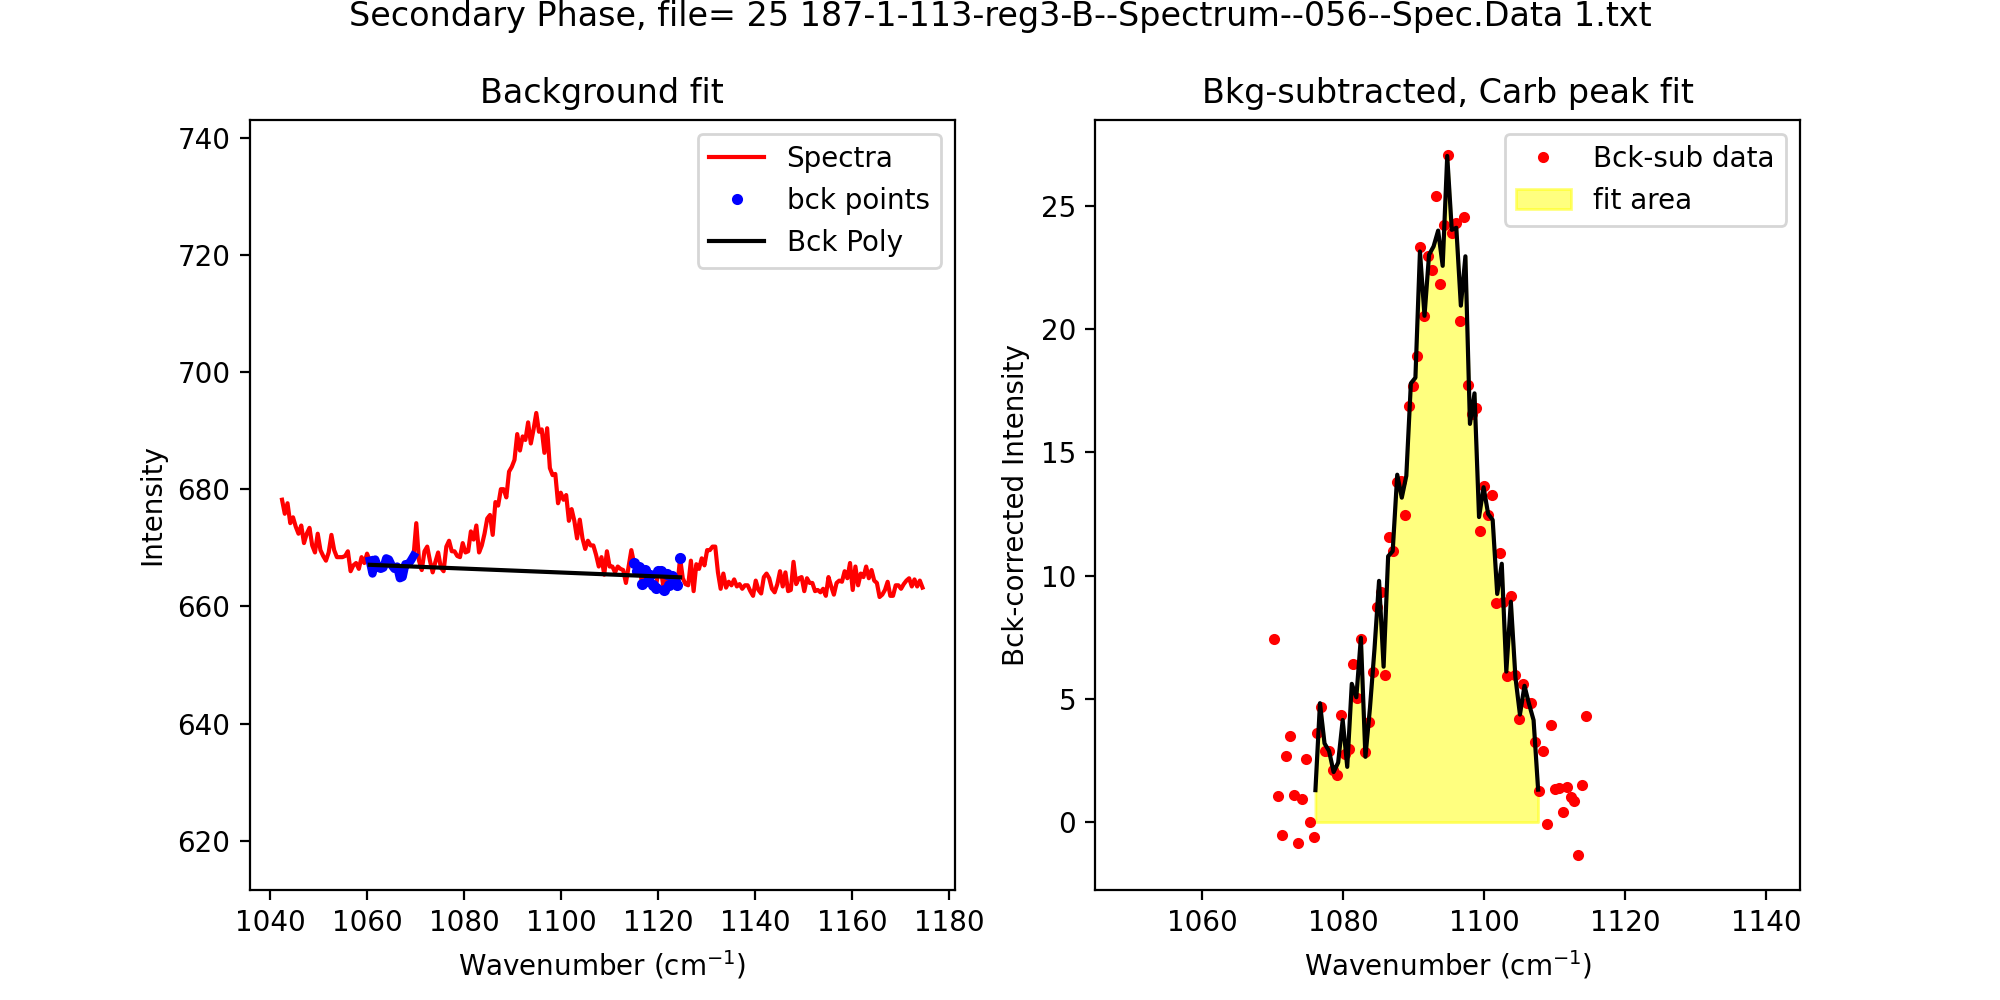 Secondary Phase, file= 25 187-1-113-reg3-B--Spectrum--056--Spec.Data 1.txt
Background fit
740
720
700
680
660
640
620
Intensity
Spectra
bck points
Bck Poly
1040 1060 1080 1100 1120 1140 1160 1180
Wavenumber (cm⁻¹)
Bkg-subtracted, Carb peak fit
25
20
15
10
5
0
Bck-corrected Intensity
Bck-sub data
fit area
1060 1080 1100 1120 1140
Wavenumber (cm⁻¹)